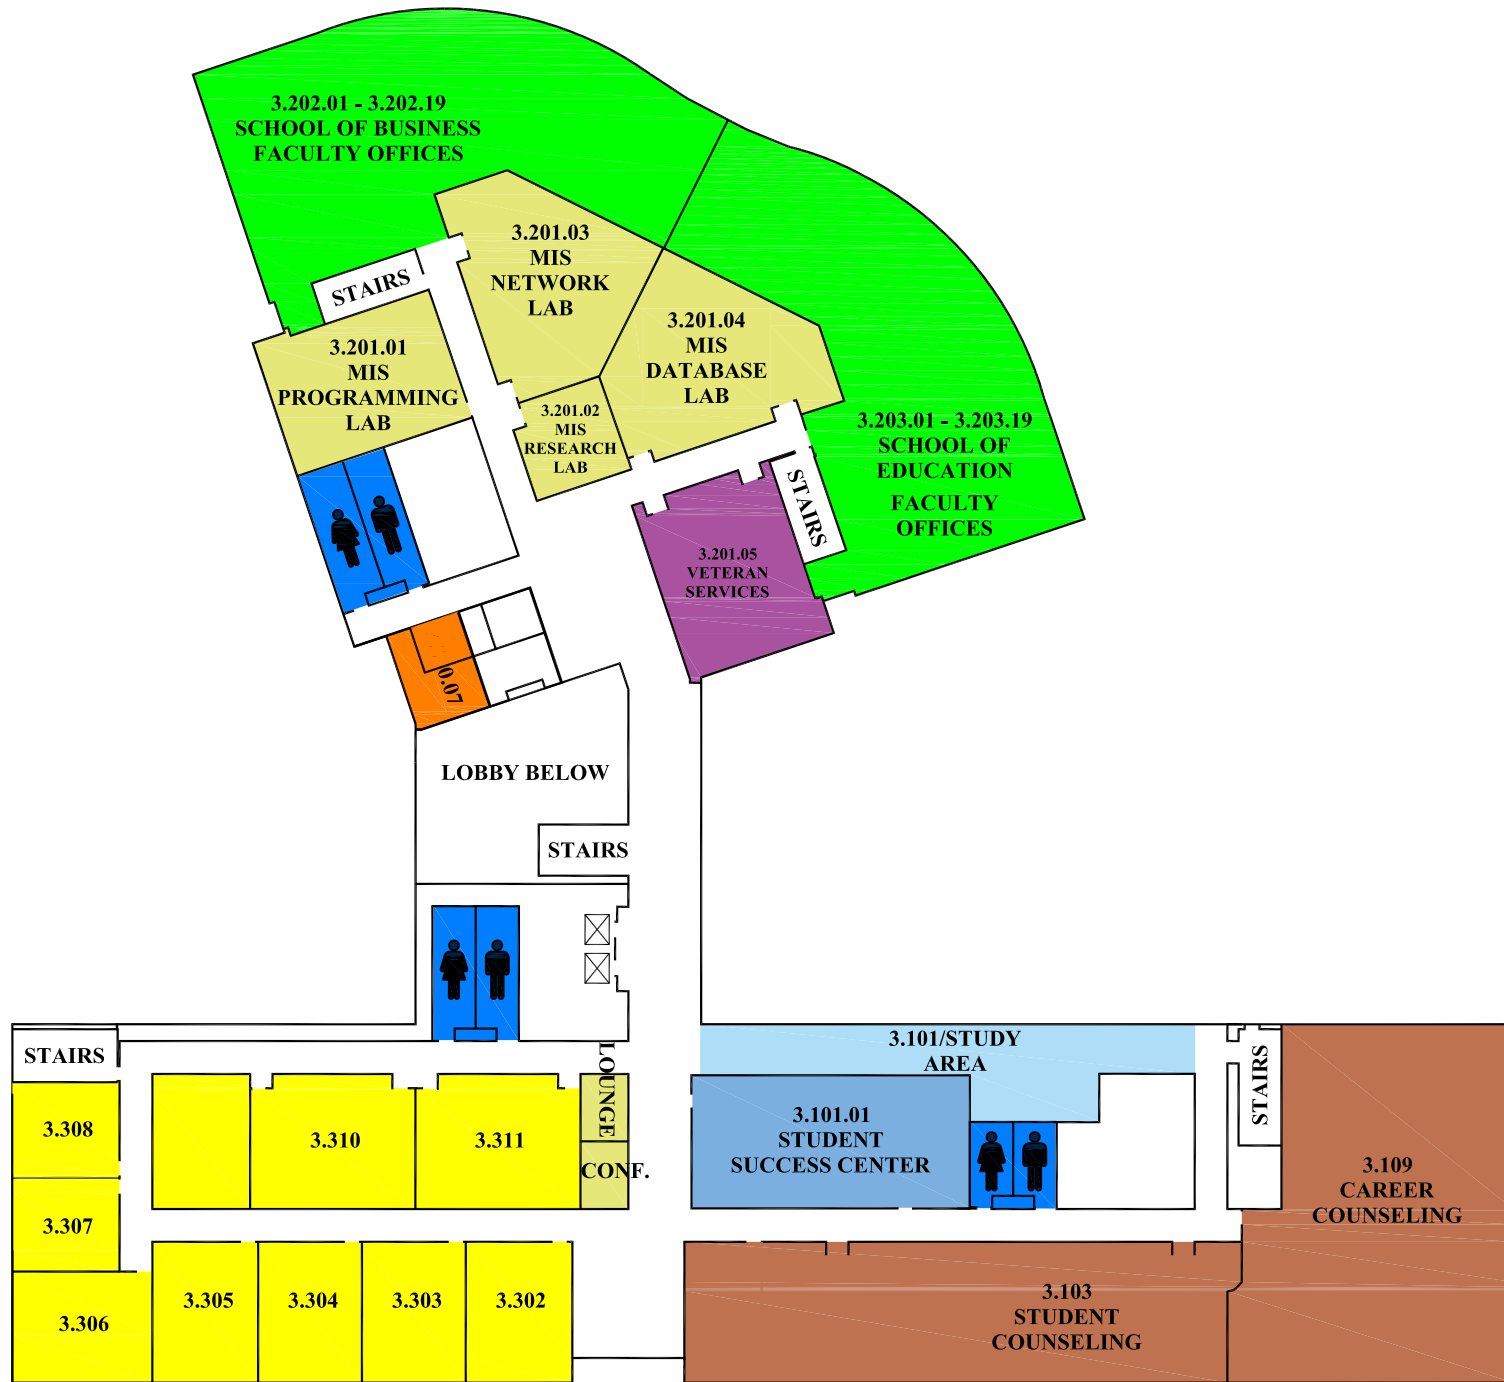 3.202.01 - 3.202.19
SCHOOL OF BUSINESS
FACULTY OFFICES
3.201.03
MIS
NETWORK
LAB
STAIRS
3.201.04
MIS
DATABASE
LAB
3.201.01
MIS
PROGRAMMING
LAB
3.201.02
MIS
RESEARCH
LAB
3.203.01 - 3.203.19
SCHOOL OF
EDUCATION
FACULTY
OFFICES
STAIRS
3.201.05
VETERAN
SERVICES
0.07
LOBBY BELOW
STAIRS
STAIRS
LOUNGE
3.101/STUDY
AREA
STAIRS
3.308
3.310
3.311
CONF.
3.101.01
STUDENT
SUCCESS CENTER
3.109
CAREER
COUNSELING
3.307
3.306
3.305
3.304
3.303
3.302
3.103
STUDENT
COUNSELING